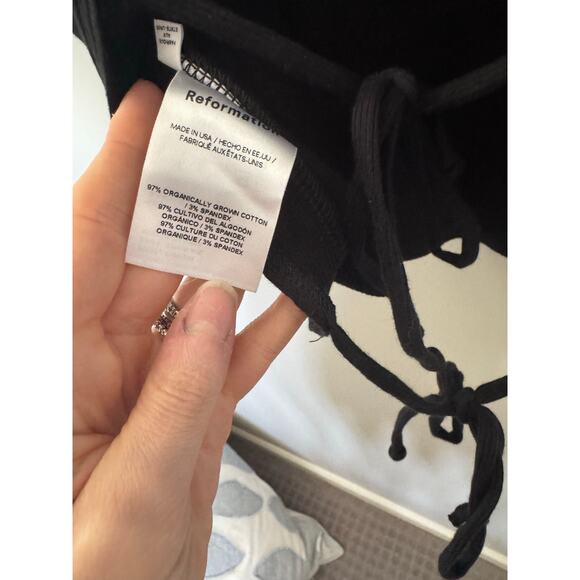 Reformation
MADE IN USA / HECHO EN EE.UU /
FABRIQUÉ AUX ÉTATS-UNIS
97% ORGANICALLY GROWN COTTON
/ 3% SPANDEX
97% CULTIVO DEL ALGODÓN
ORGÁNICO / 3% SPANDEX
97% CULTURE DU COTON
ORGANIQUE / 3% SPANDEX